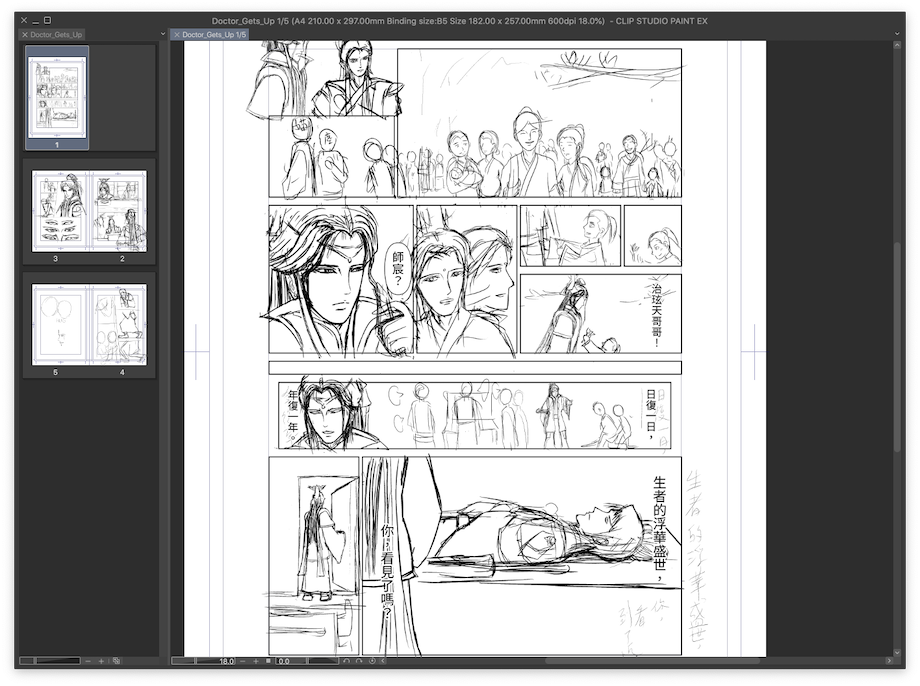 Doctor_Gets_Up 1/5 (A4 210.00 x 297.00mm Binding size:B5 Size 182.00 x 257.00mm 600dpi 18.0%) - CLIP STUDIO PAINT EX
Doctor_Gets_Up
Doctor_Gets_Up 1/5
1
3
2
5
4
師宸？
治玹天哥哥！
日復一日，
年復一年。
生者的浮華盛世，
你，看見了嗎？
生者的浮華盛世，
18.0
0.0